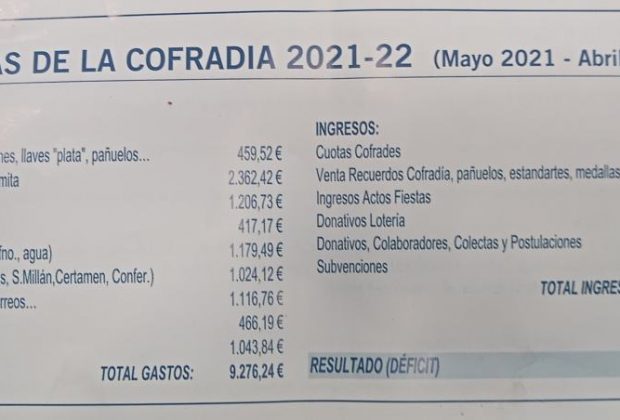 AS DE LA COFRADIA 2021-22 (Mayo 2021 - Abril
nes, llaves "plata", pañuelos... 459,52 €
mita 2.362,42 €
1.206,73 €
417,17 €
fno., agua) 1.179,49 €
s, S.Millán,Certamen, Confer.) 1.024,12 €
rreos... 1.116,76 €
466,19 €
1.043,84 €
TOTAL GASTOS: 9.276,24 €
INGRESOS:
Cuotas Cofrades
Venta Recuerdos Cofradía, pañuelos, estandartes, medallas
Ingresos Actos Fiestas
Donativos Loteria
Donativos, Colaboradores, Colectas y Postulaciones
Subvenciones
TOTAL INGRES
RESULTADO (DÉFICIT)